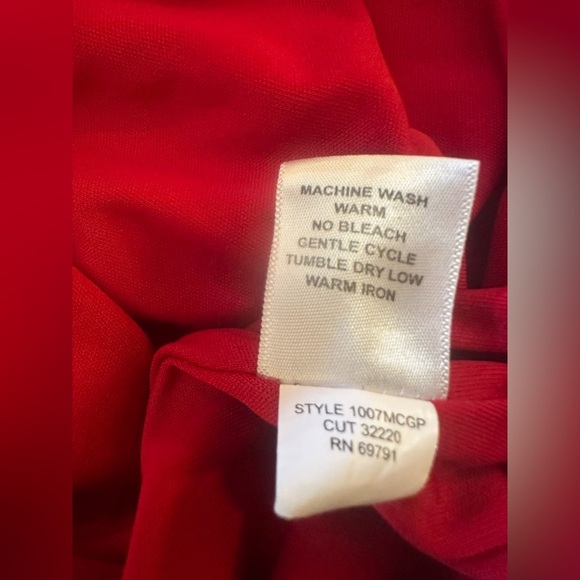 MACHINE WASH
WARM
NO BLEACH
GENTLE CYCLE
TUMBLE DRY LOW
WARM IRON
STYLE 1007MCGP
CUT 32220
RN 69791